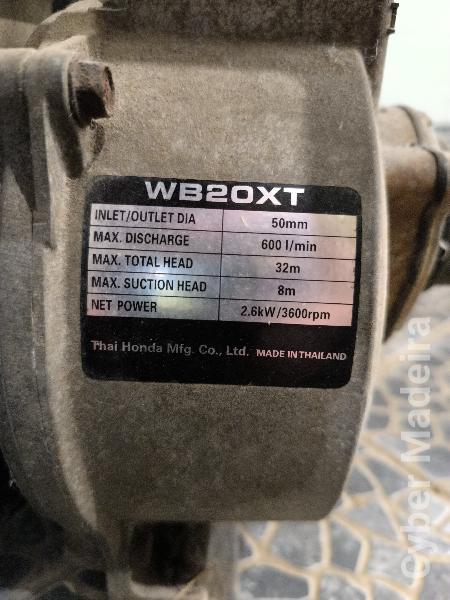 WB20XT
INLET/OUTLET DIA 50mm
MAX. DISCHARGE 600 l/min
MAX. TOTAL HEAD 32m
MAX. SUCTION HEAD 8m
NET POWER 2.6kW/3600rpm
Thai Honda Mfg. Co., Ltd. MADE IN THAILAND
Cyber Madeira